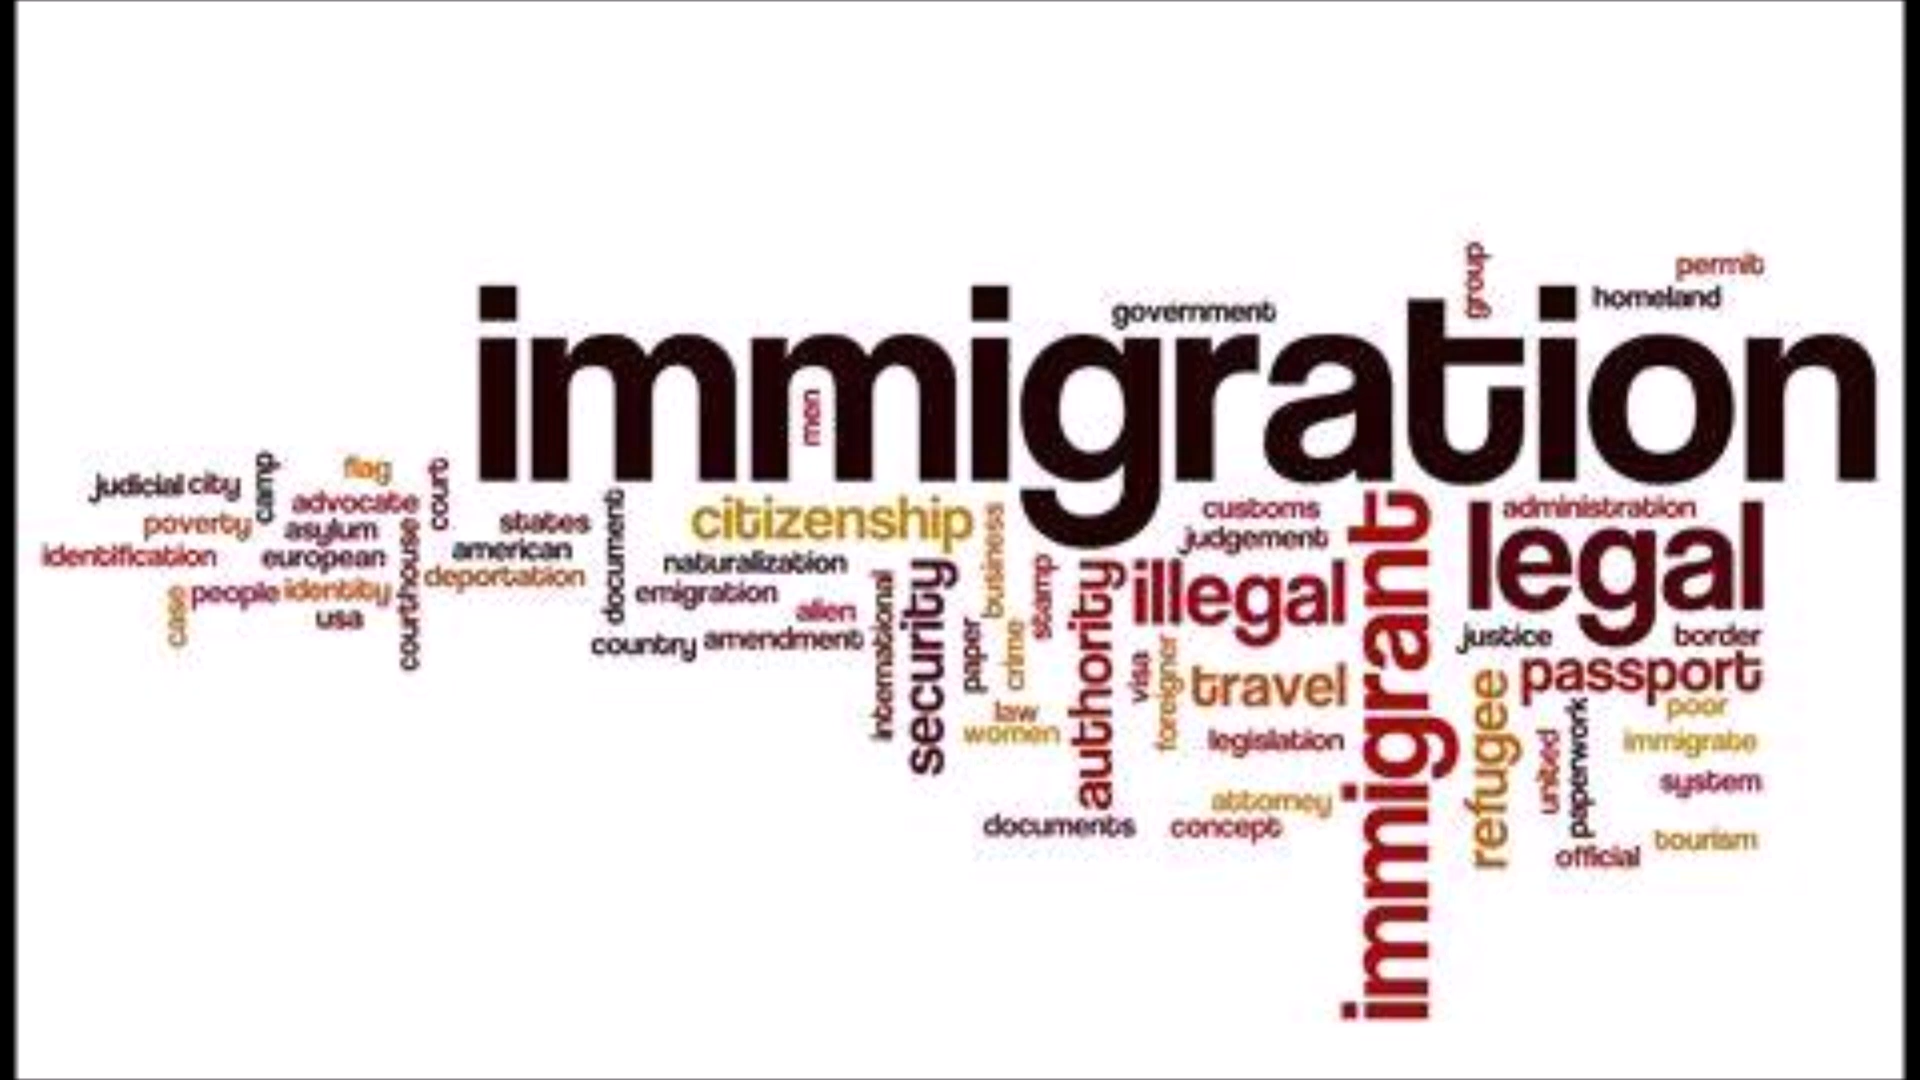 group
permit
government
homeland
immigration
men
judicial city
camp
flag
court
advocate
poverty
asylum
identification
european
courthouse
case
people
identity
usa
states
american
deportation
document
citizenship
naturalization
emigration
alien
country
amendment
international
security
business
paper
crime
stamp
law
women
authority
documents
customs
judgement
illegal
visa
foreigner
travel
legislation
attorney
concept
immigrant
administration
legal
justice
border
passport
refugee
poor
united
paperwork
immigrate
system
tourism
official